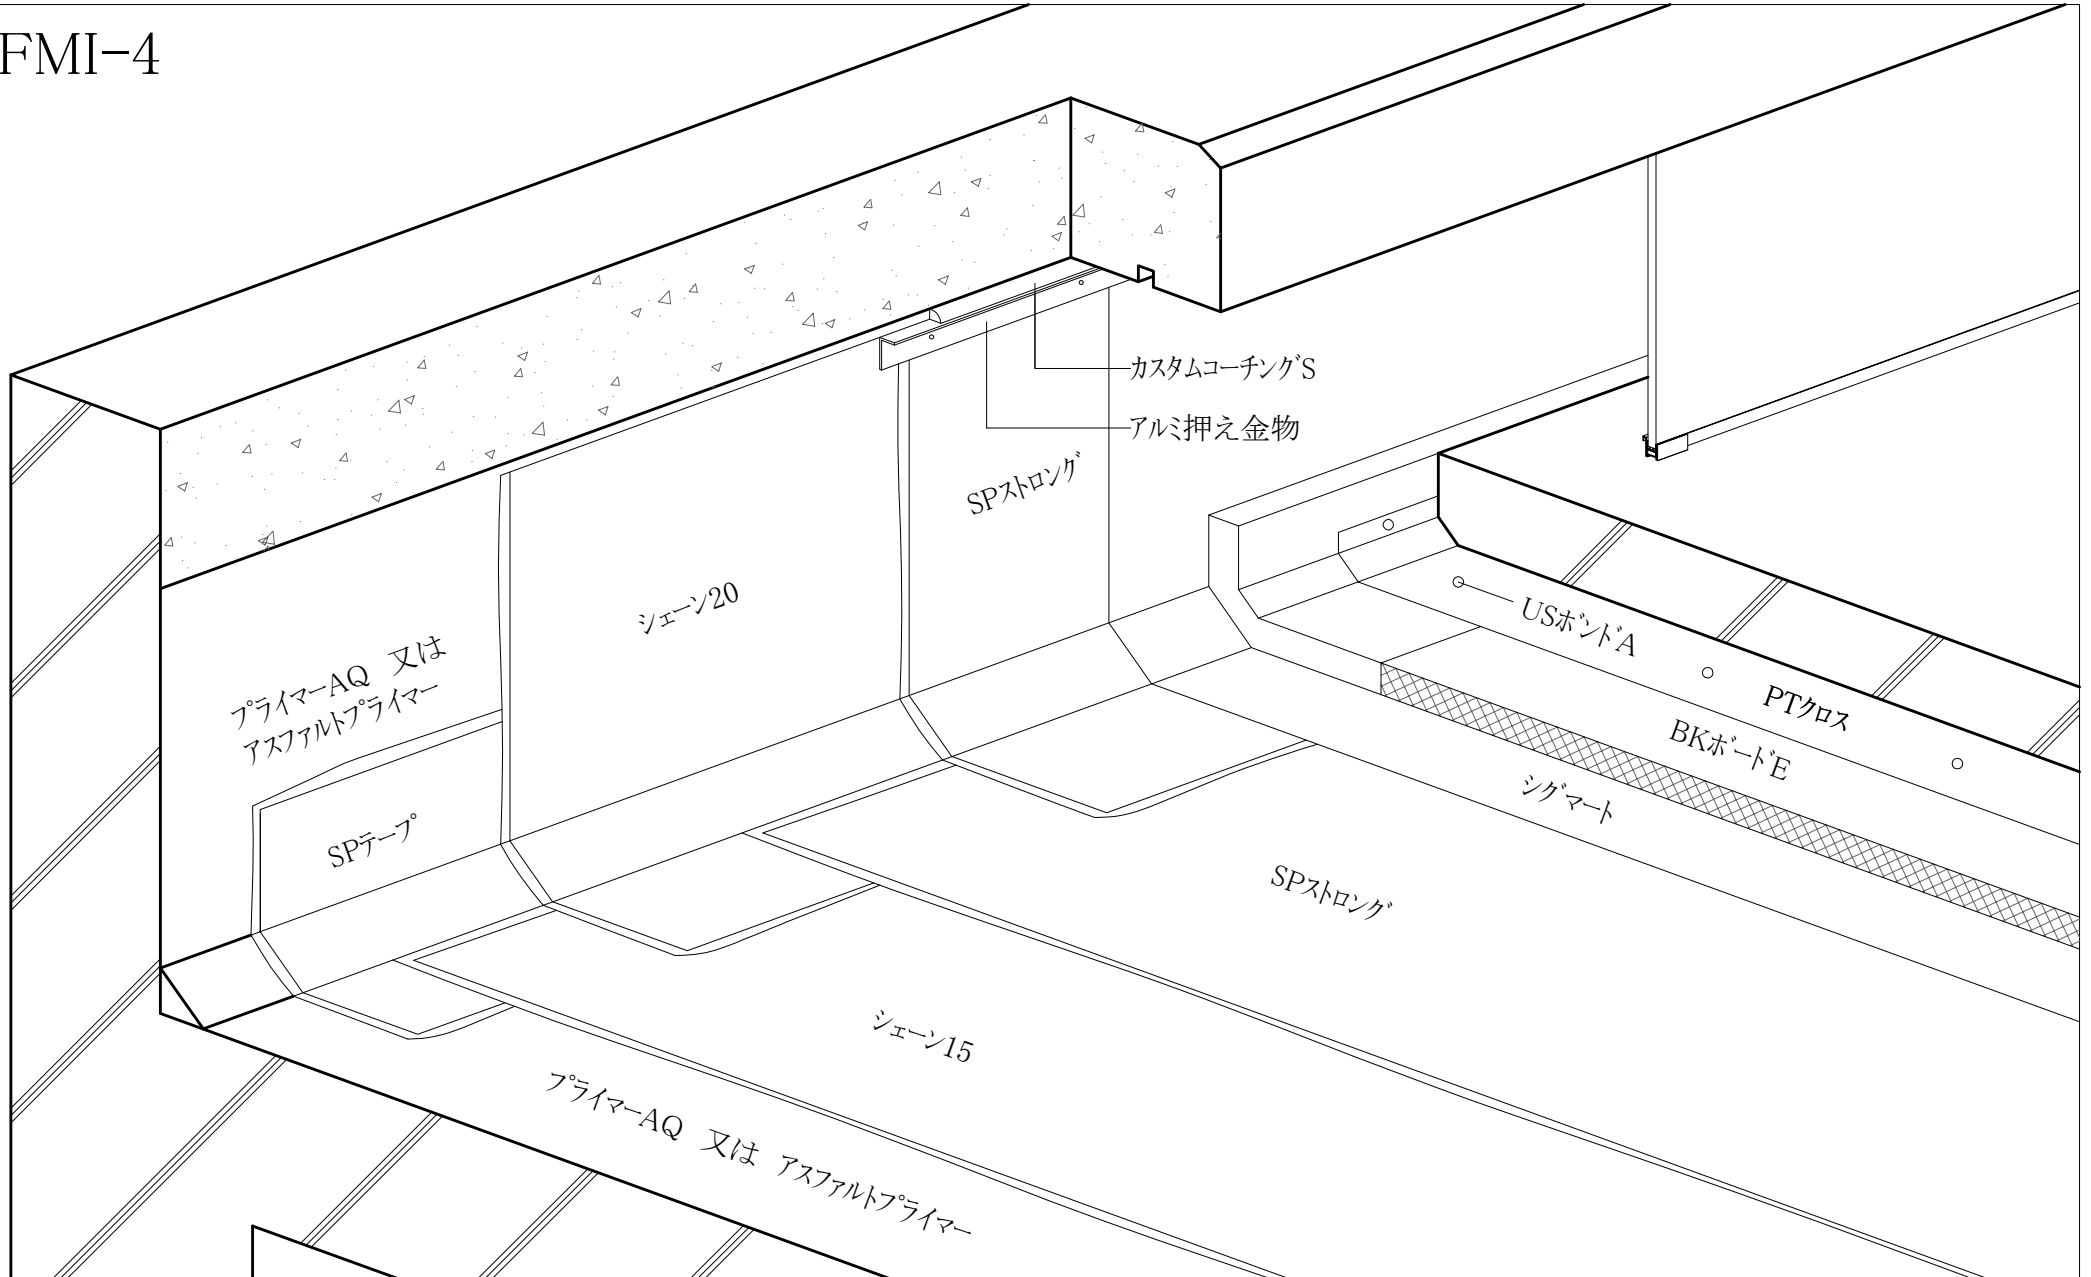 FMI-4
カスタムコーチングS
アルミ押え金物
SPストロング
シェーン20
プライマーAQ 又は
アスファルトプライマー
SPテープ
USボンドA
PTクロス
BKボードE
シグマート
SPストロング
シェーン15
プライマーAQ 又は アスファルトプライマー